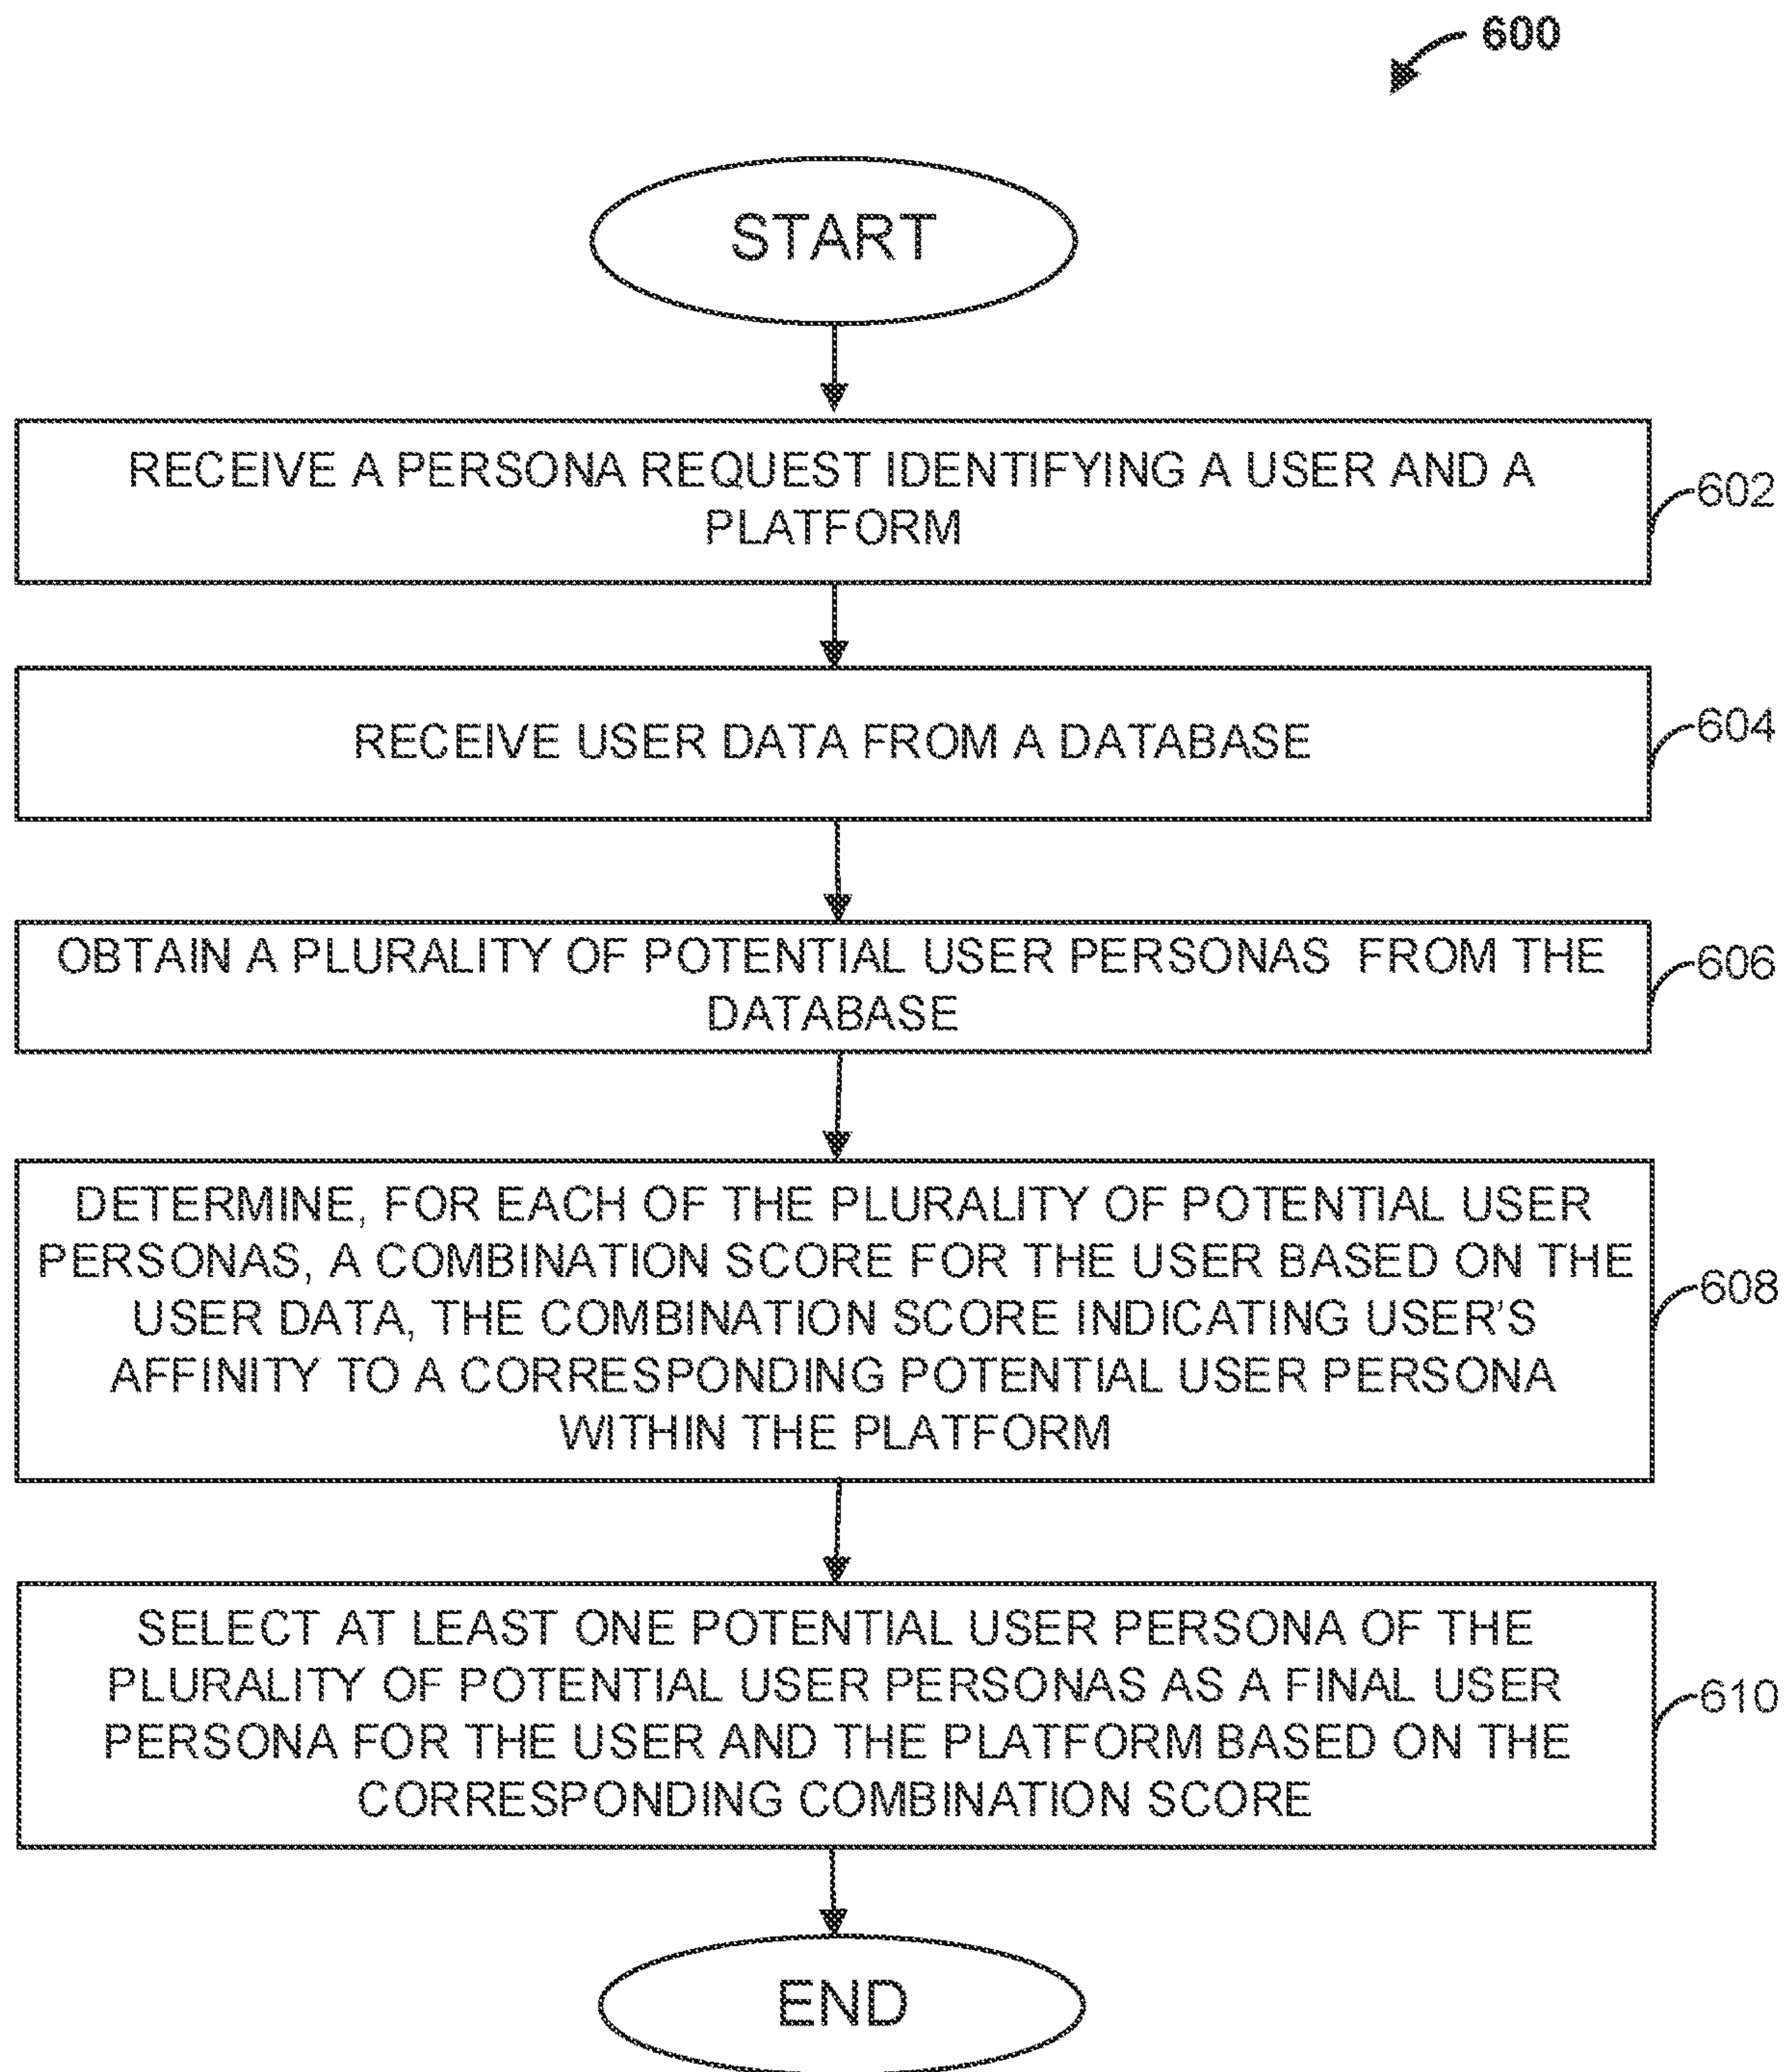 600
START
RECEIVE A PERSONA REQUEST IDENTIFYING A USER AND A
PLATFORM
602
RECEIVE USER DATA FROM A DATABASE
604
OBTAIN A PLURALITY OF POTENTIAL USER PERSONAS FROM THE
DATABASE
606
DETERMINE, FOR EACH OF THE PLURALITY OF POTENTIAL USER
PERSONAS, A COMBINATION SCORE FOR THE USER BASED ON THE
USER DATA, THE COMBINATION SCORE INDICATING USER'S
AFFINITY TO A CORRESPONDING POTENTIAL USER PERSONA
WITHIN THE PLATFORM
608
SELECT AT LEAST ONE POTENTIAL USER PERSONA OF THE
PLURALITY OF POTENTIAL USER PERSONAS AS A FINAL USER
PERSONA FOR THE USER AND THE PLATFORM BASED ON THE
CORRESPONDING COMBINATION SCORE
610
END